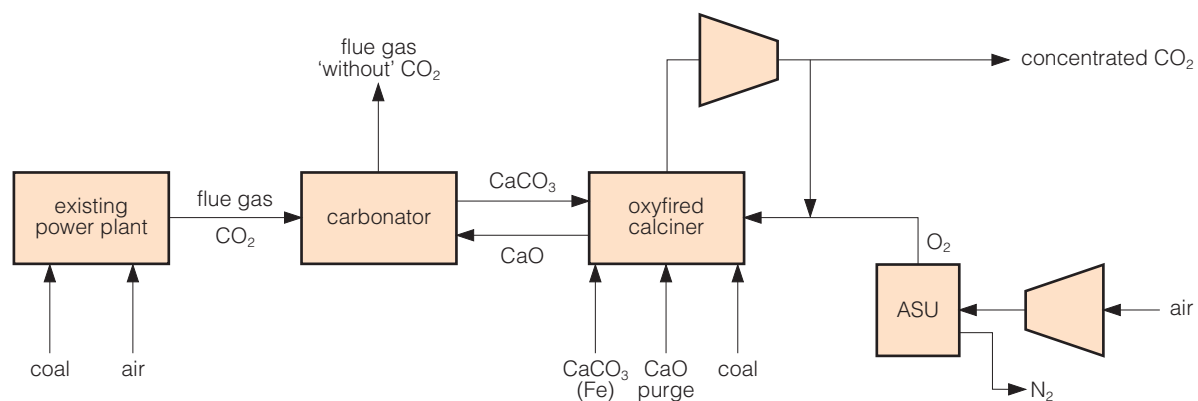 flue gas
‘without’ CO₂
concentrated CO₂
existing
power plant
flue gas
CO₂
carbonator
CaCO₃
CaO
oxyfired
calciner
O₂
ASU
air
coal
air
CaCO₃
(Fe)
CaO
purge
coal
N₂